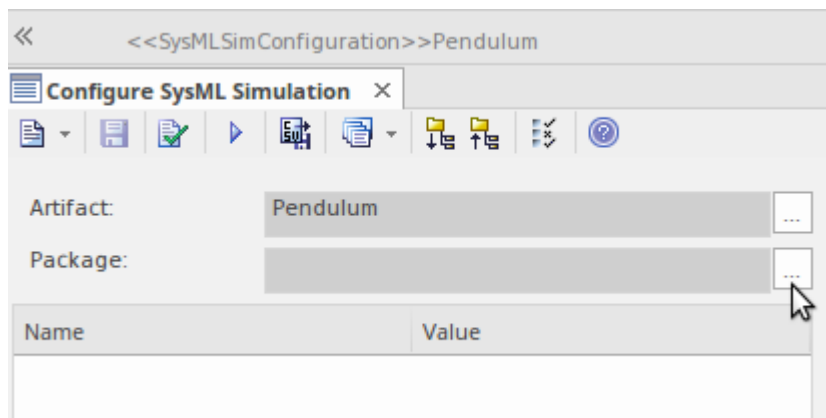 <<SysMLSimConfiguration>>Pendulum
Configure SysML Simulation
Artifact: Pendulum ...
Package: ...
Name Value